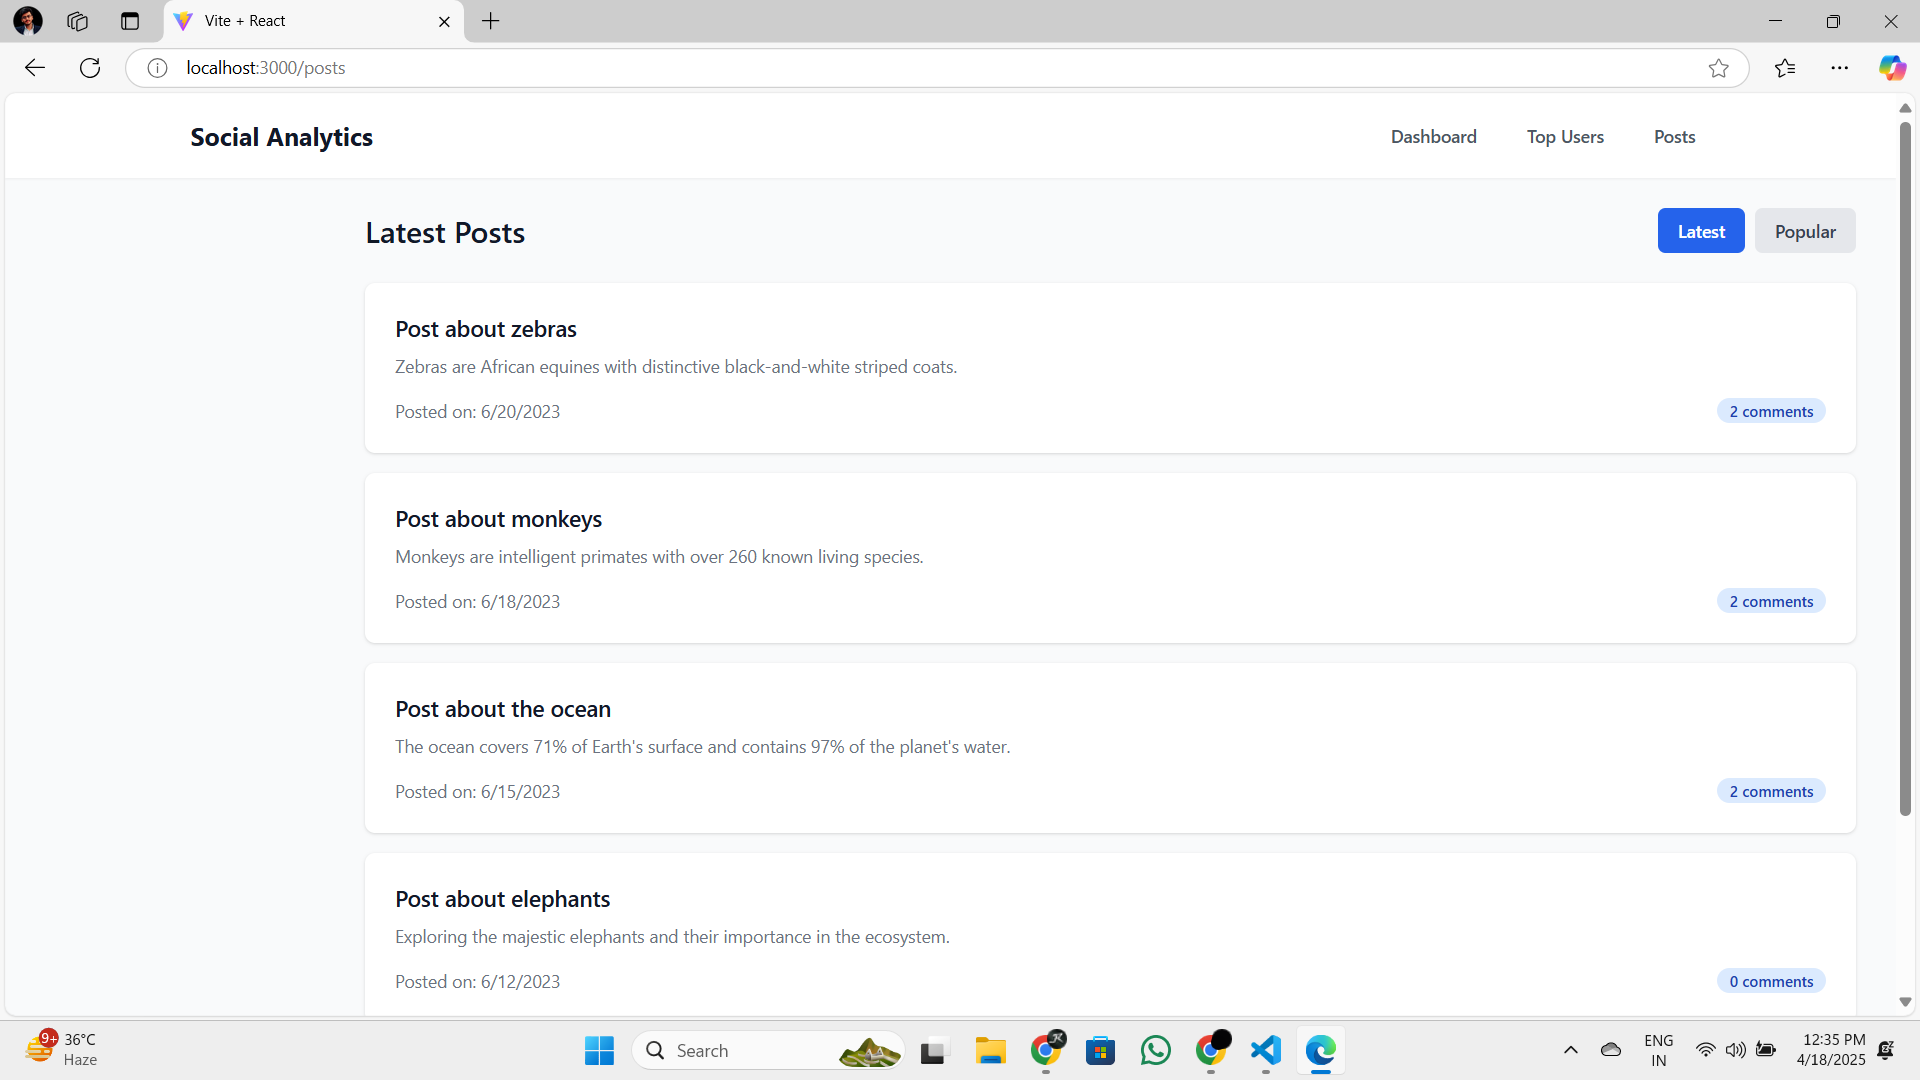 Vite + React
localhost:3000/posts
Social Analytics
Dashboard
Top Users
Posts
Latest Posts
Latest
Popular
Post about zebras
Zebras are African equines with distinctive black-and-white striped coats.
Posted on: 6/20/2023
2 comments
Post about monkeys
Monkeys are intelligent primates with over 260 known living species.
Posted on: 6/18/2023
2 comments
Post about the ocean
The ocean covers 71% of Earth's surface and contains 97% of the planet's water.
Posted on: 6/15/2023
2 comments
Post about elephants
Exploring the majestic elephants and their importance in the ecosystem.
Posted on: 6/12/2023
0 comments
9+
36°C
Haze
Search
ENG
IN
12:35 PM
4/18/2025